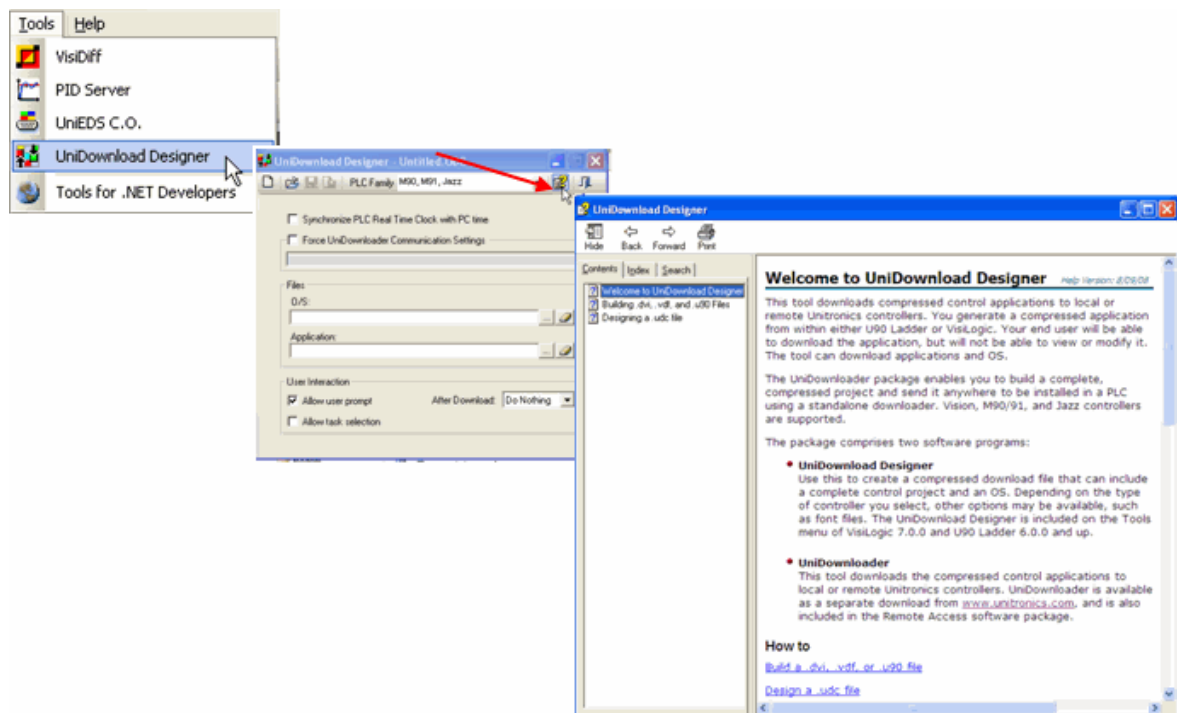 Tools Help
VisiDiff
PID Server
UniEDS C.O.
UniDownload Designer
Tools for .NET Developers
UniDownload Designer - Untitled
PLC Family M90, M91, Jazz
Synchronize PLC Real Time Clock with PC time
Force UniDownloader Communication Settings
Files
O/S:
...
Application:
...
User Interaction
Allow user prompt After Download: Do Nothing
Allow task selection
UniDownload Designer
Hide Back Forward Print
Contents Index Search
Welcome to UniDownload Designer
Building .dvi, .vdf, and .u90 Files
Designing a .udc file
Welcome to UniDownload Designer Help Version: 8/09/08
This tool downloads compressed control applications to local or
remote Unitronics controllers. You generate a compressed application
from within either U90 Ladder or VisiLogic. Your end user will be able
to download the application, but will not be able to view or modify it.
The tool can download applications and OS.
The UniDownloader package enables you to build a complete,
compressed project and send it anywhere to be installed in a PLC
using a standalone downloader. Vision, M90/91, and Jazz controllers
are supported.
The package comprises two software programs:
UniDownload Designer
Use this to create a compressed download file that can include
a complete control project and an OS. Depending on the type
of controller you select, other options may be available, such
as font files. The UniDownload Designer is included on the Tools
menu of VisiLogic 7.0.0 and U90 Ladder 6.0.0 and up.
UniDownloader
This tool downloads the compressed control applications to
local or remote Unitronics controllers. UniDownloader is available
as a separate download from www.unitronics.com, and is also
included in the Remote Access software package.
How to
Build a .dvi, .vdf, or .u90 file
Design a .udc file